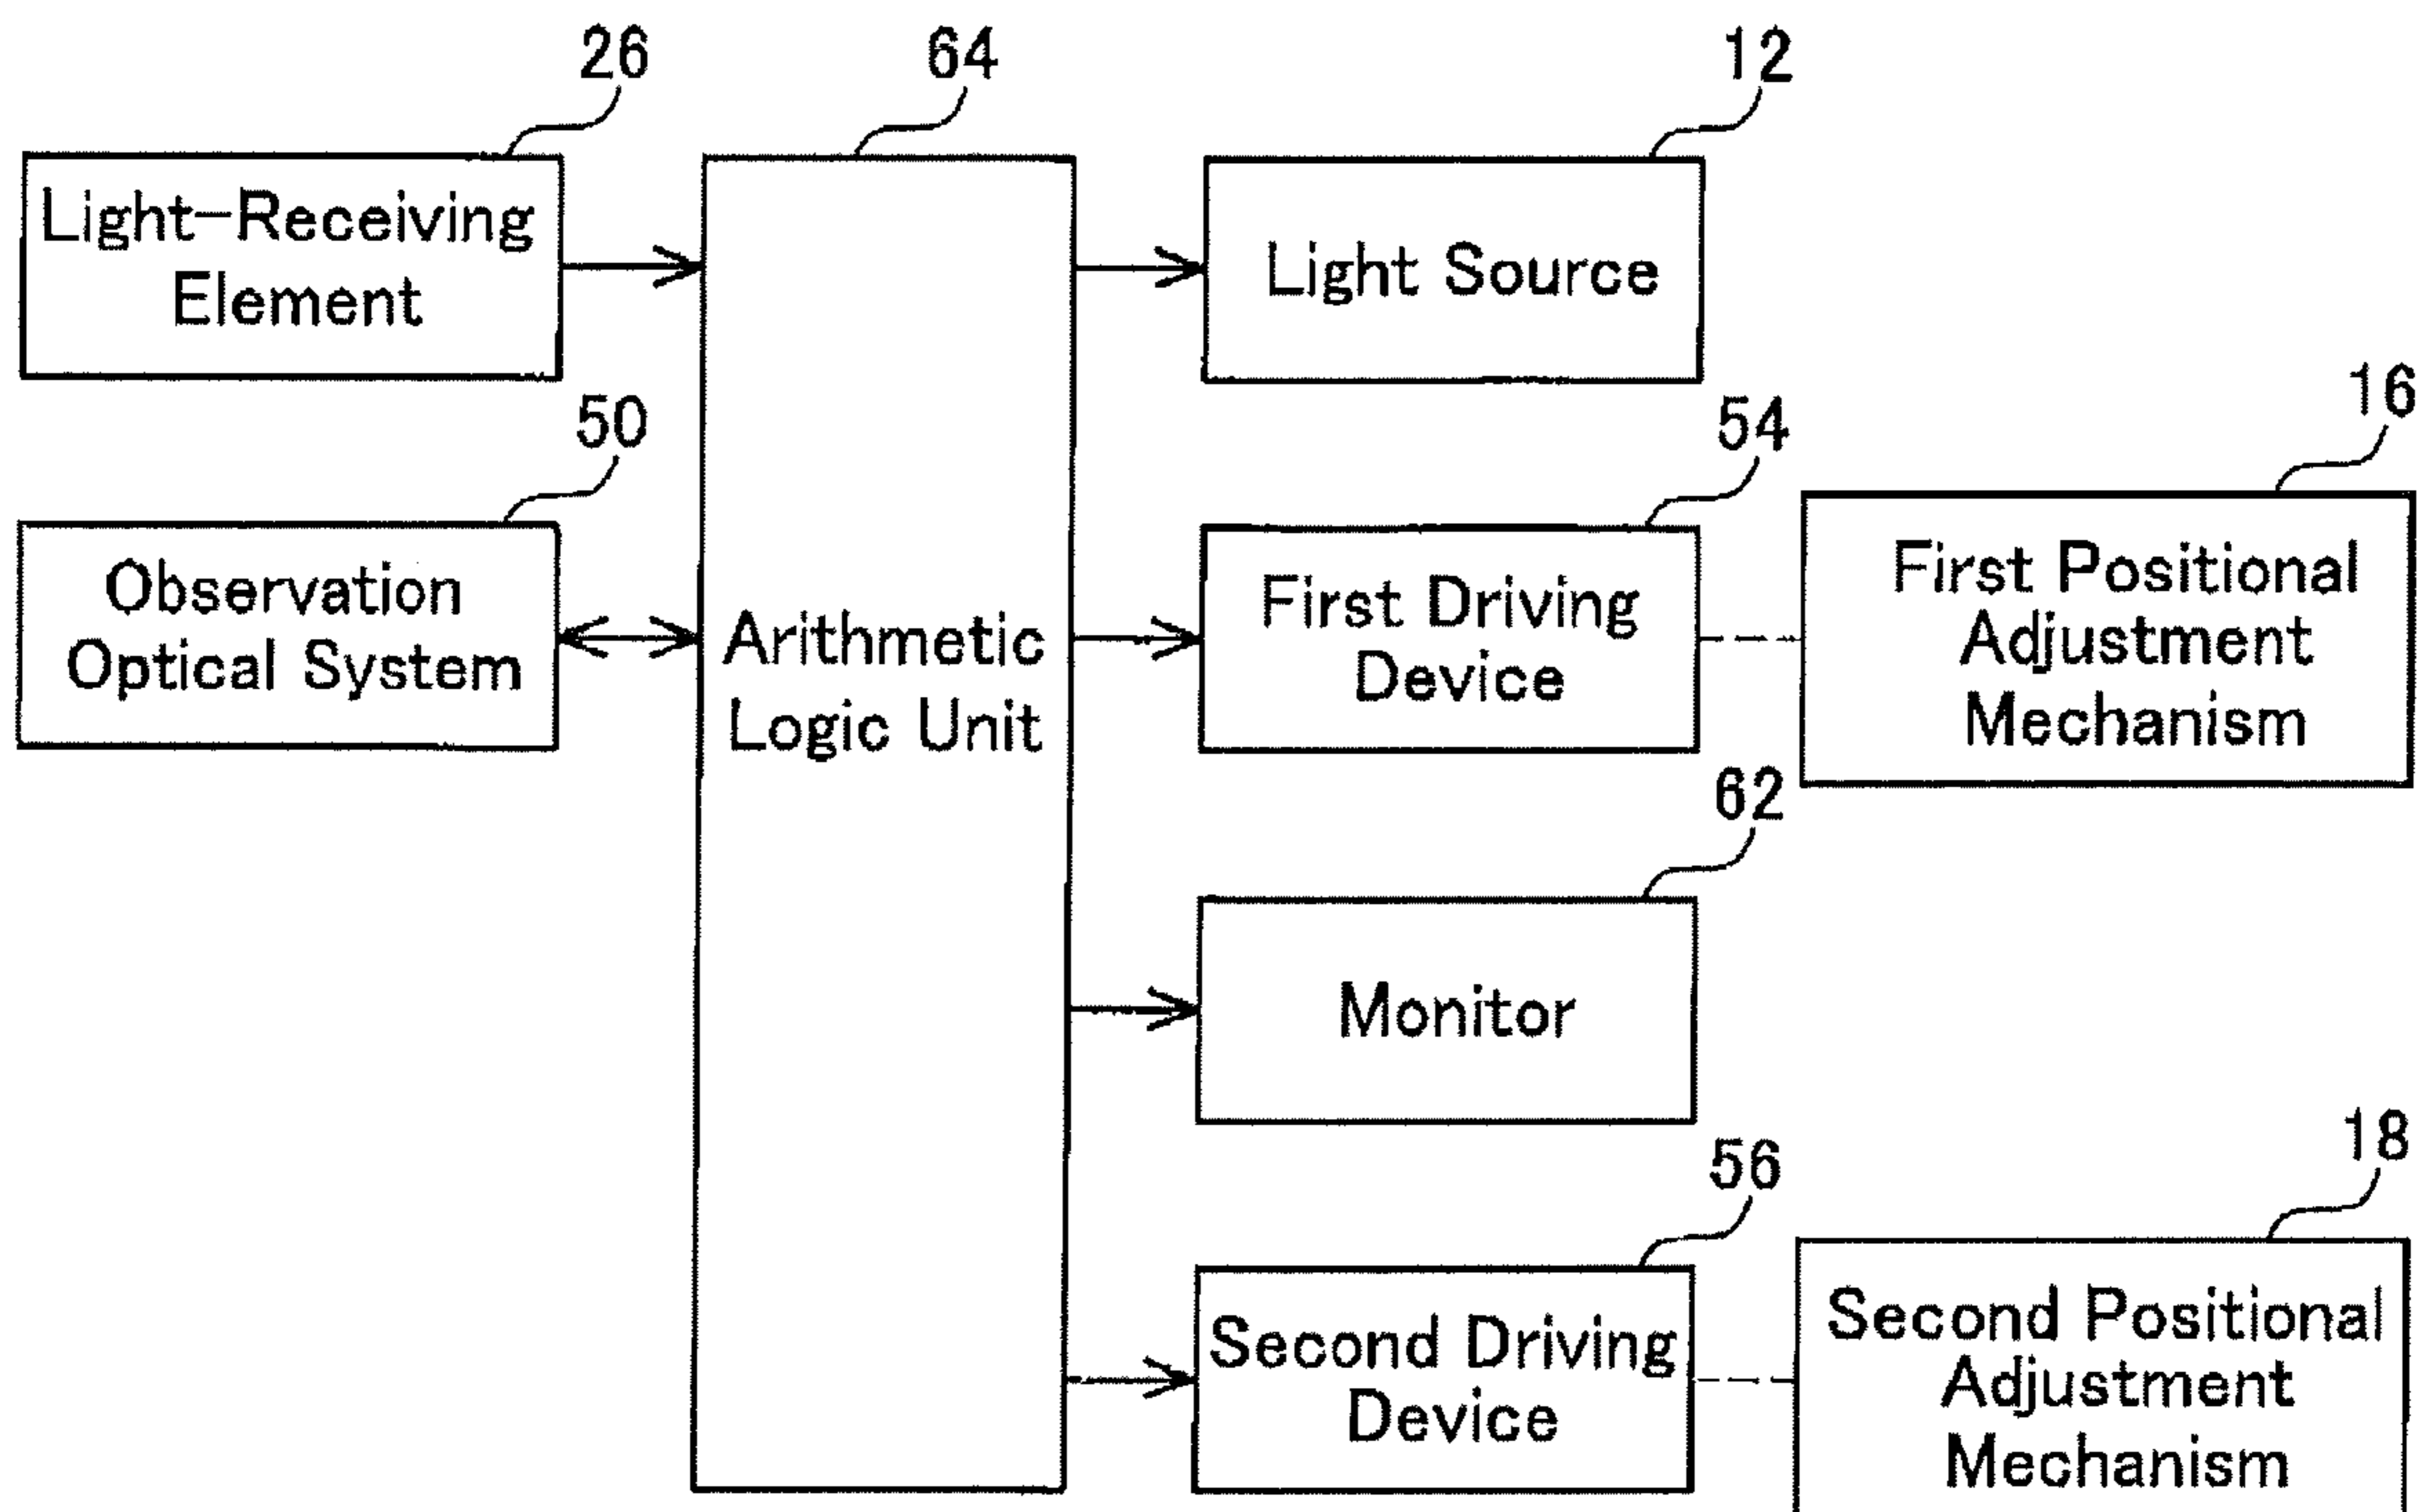 26
64
12
Light-Receiving
Element
Light Source
50
54
16
Observation
Optical System
Arithmetic
Logic Unit
First Driving
Device
First Positional
Adjustment
Mechanism
62
Monitor
56
18
Second Driving
Device
Second Positional
Adjustment
Mechanism